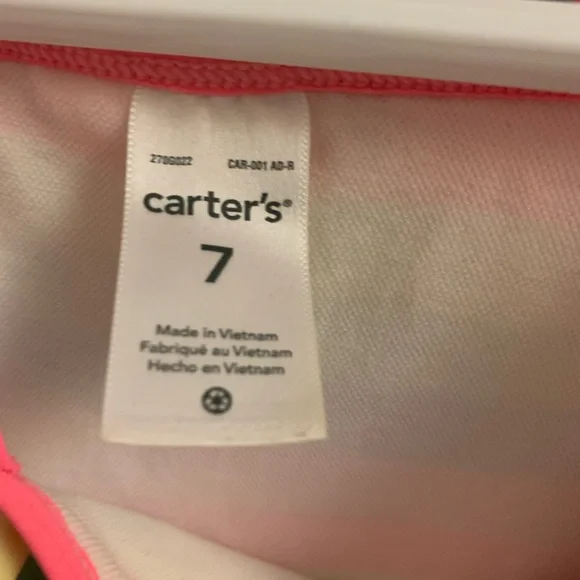 270G022 CAR-001 AD-R
carter's®
7
Made in Vietnam
Fabriqué au Vietnam
Hecho en Vietnam